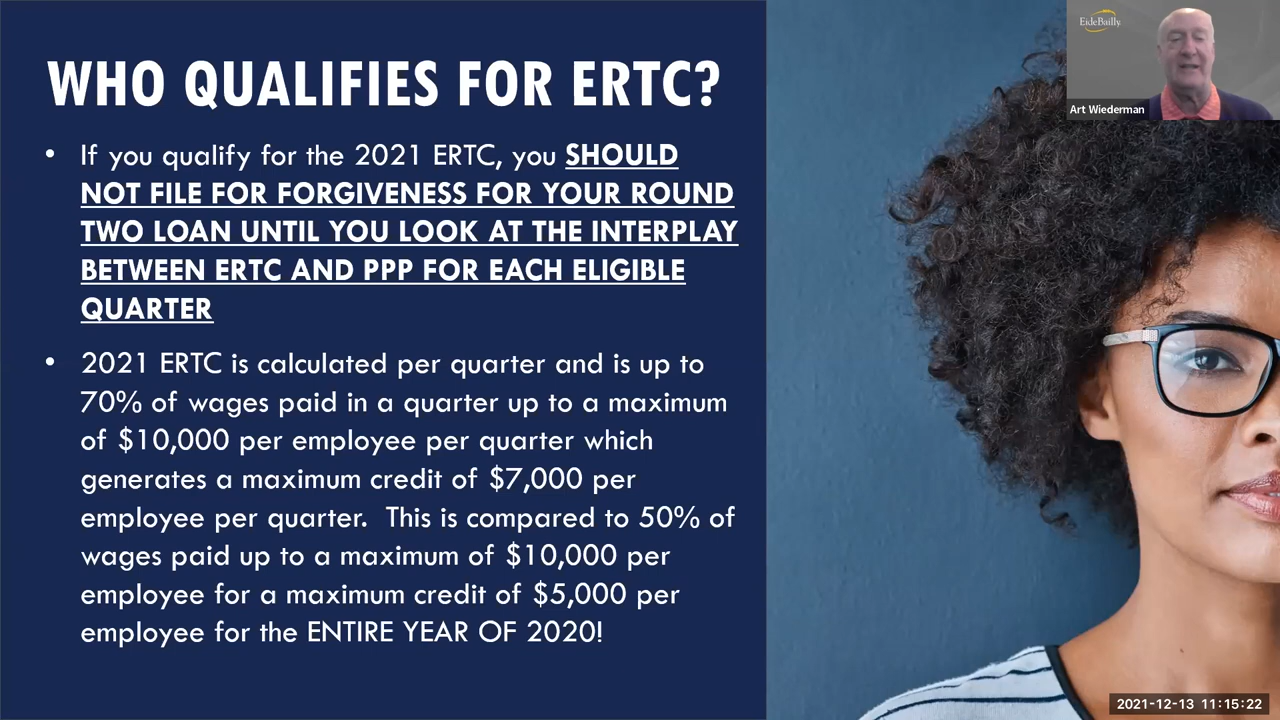 WHO QUALIFIES FOR ERTC?
• If you qualify for the 2021 ERTC, you SHOULD
NOT FILE FOR FORGIVENESS FOR YOUR ROUND
TWO LOAN UNTIL YOU LOOK AT THE INTERPLAY
BETWEEN ERTC AND PPP FOR EACH ELIGIBLE
QUARTER
• 2021 ERTC is calculated per quarter and is up to
70% of wages paid in a quarter up to a maximum
of $10,000 per employee per quarter which
generates a maximum credit of $7,000 per
employee per quarter. This is compared to 50% of
wages paid up to a maximum of $10,000 per
employee for a maximum credit of $5,000 per
employee for the ENTIRE YEAR OF 2020!
EideBailly
Art Wiederman
2021-12-13 11:15:22